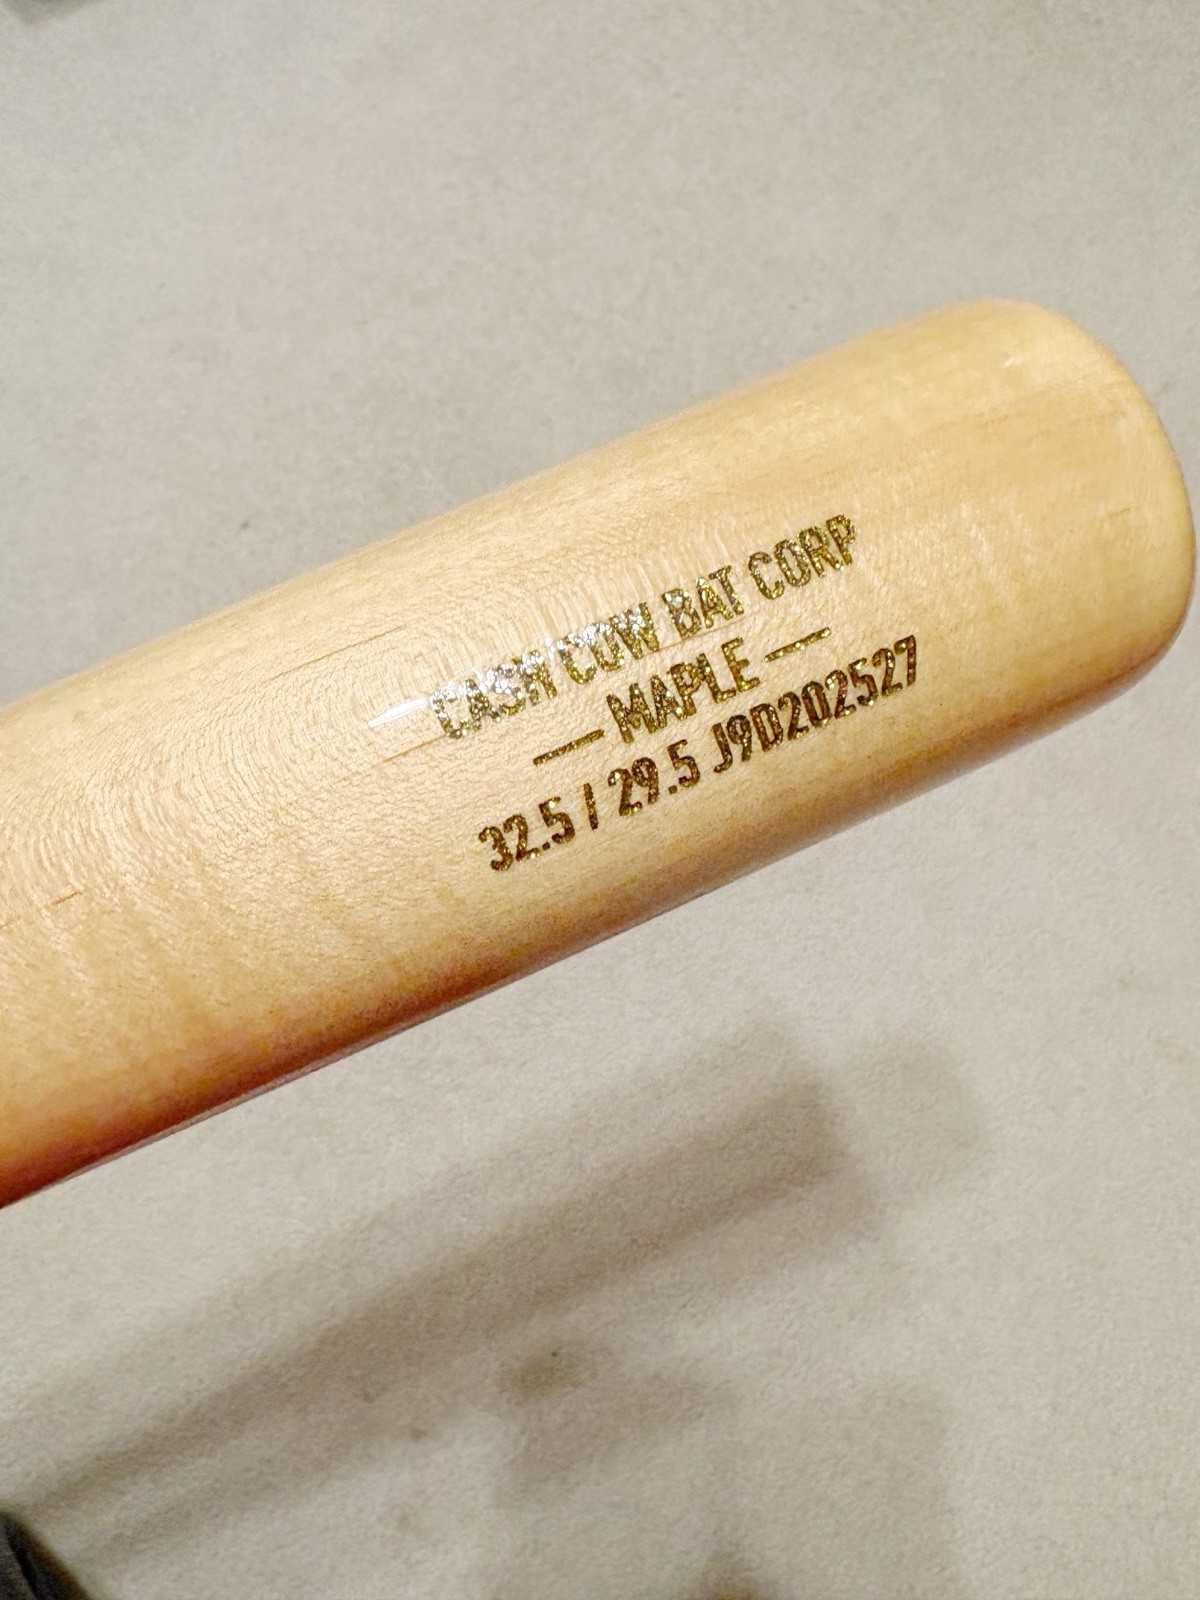 CASH COW BAT CORP
— MAPLE —
32.5 / 29.5 J9D202527